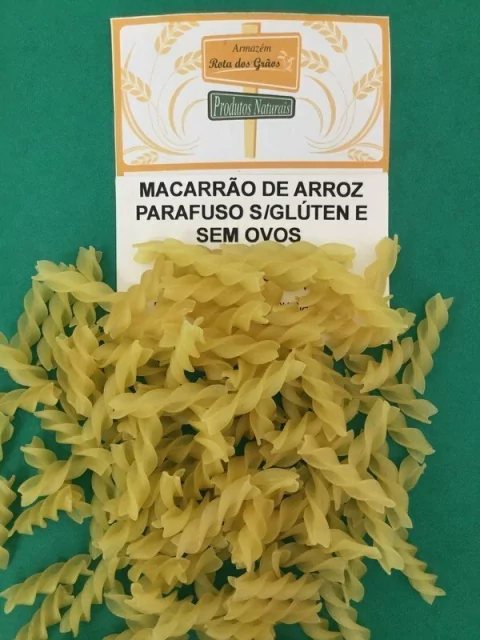 Armazém
Rota dos Grãos
Produtos Naturais
MACARRÃO DE ARROZ
PARAFUSO S/GLÚTEN E
SEM OVOS